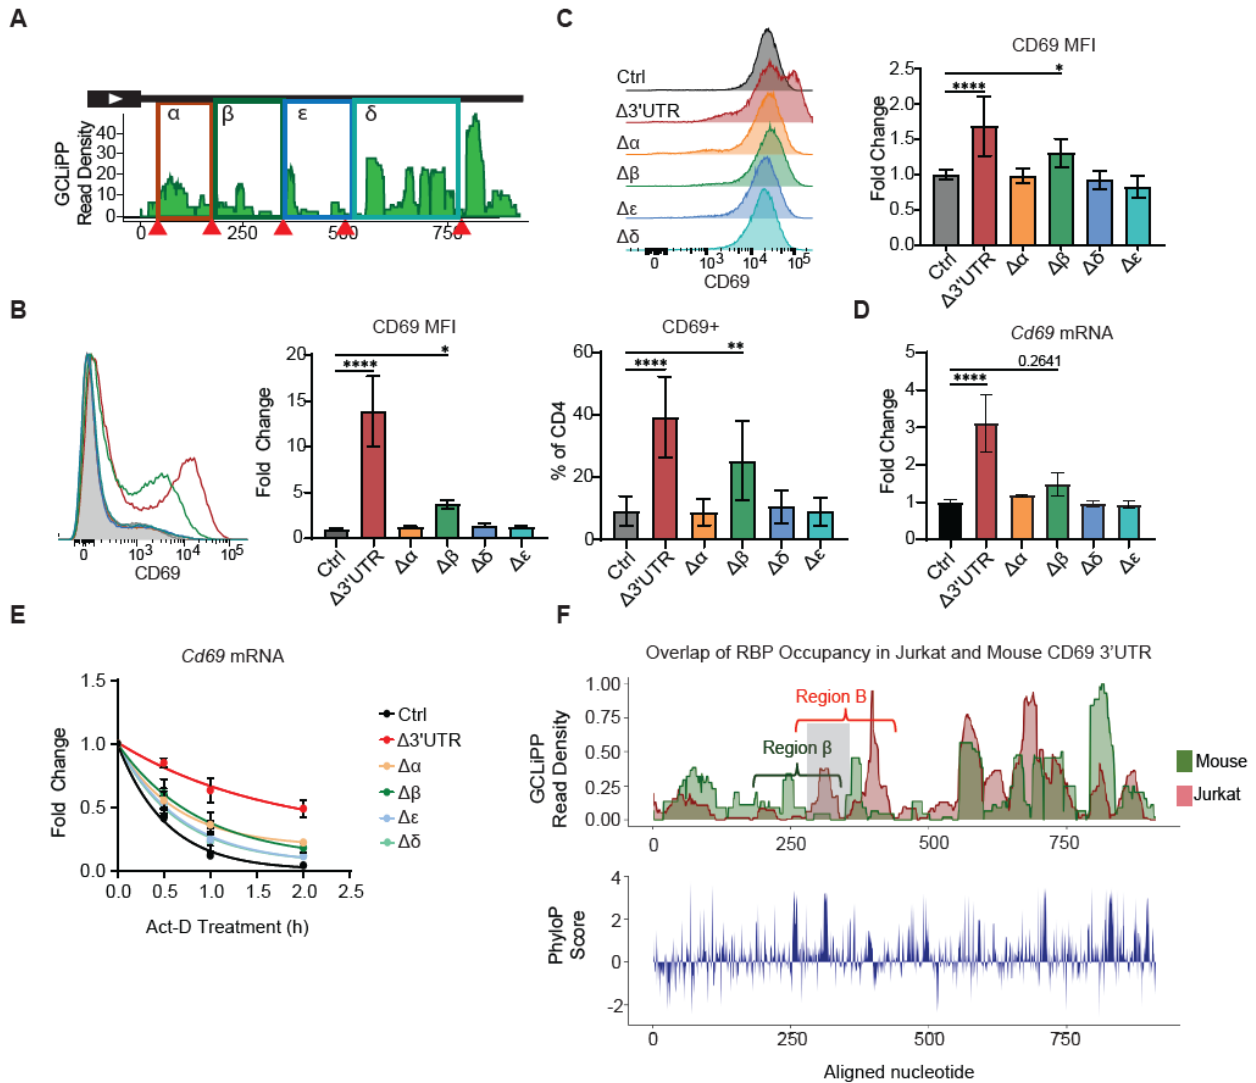 A
α
β
ε
δ
GCLiPP
Read Density
40
30
20
10
0
0
250
500
750
C
Ctrl
Δ3'UTR
Δα
Δβ
Δε
Δδ
0
10³
10⁴
10⁵
CD69
CD69 MFI
Fold Change
2.5
2.0
1.5
1.0
0.5
0.0
****
*
Ctrl
Δ3'UTR
Δα
Δβ
Δδ
Δε
B
0
10³
10⁴
10⁵
CD69
CD69 MFI
Fold Change
20
15
10
5
0
****
*
Ctrl
Δ3'UTR
Δα
Δβ
Δδ
Δε
CD69+
% of CD4
60
40
20
0
****
**
Ctrl
Δ3'UTR
Δα
Δβ
Δδ
Δε
D
Cd69 mRNA
Fold Change
5
4
3
2
1
0
****
0.2641
Ctrl
Δ3'UTR
Δα
Δβ
Δδ
Δε
E
Cd69 mRNA
Fold Change
1.5
1.0
0.5
0.0
0.0 0.5 1.0 1.5 2.0 2.5
Act-D Treatment (h)
Ctrl
Δ3'UTR
Δα
Δβ
Δε
Δδ
F
Overlap of RBP Occupancy in Jurkat and Mouse CD69 3'UTR
GCLiPP
Read Density
1.00
0.75
0.50
0.25
0.00
Region B
Region β
Mouse
Jurkat
0 250 500 750
PhyloP
Score
4
2
0
-2
0 250 500 750
Aligned nucleotide